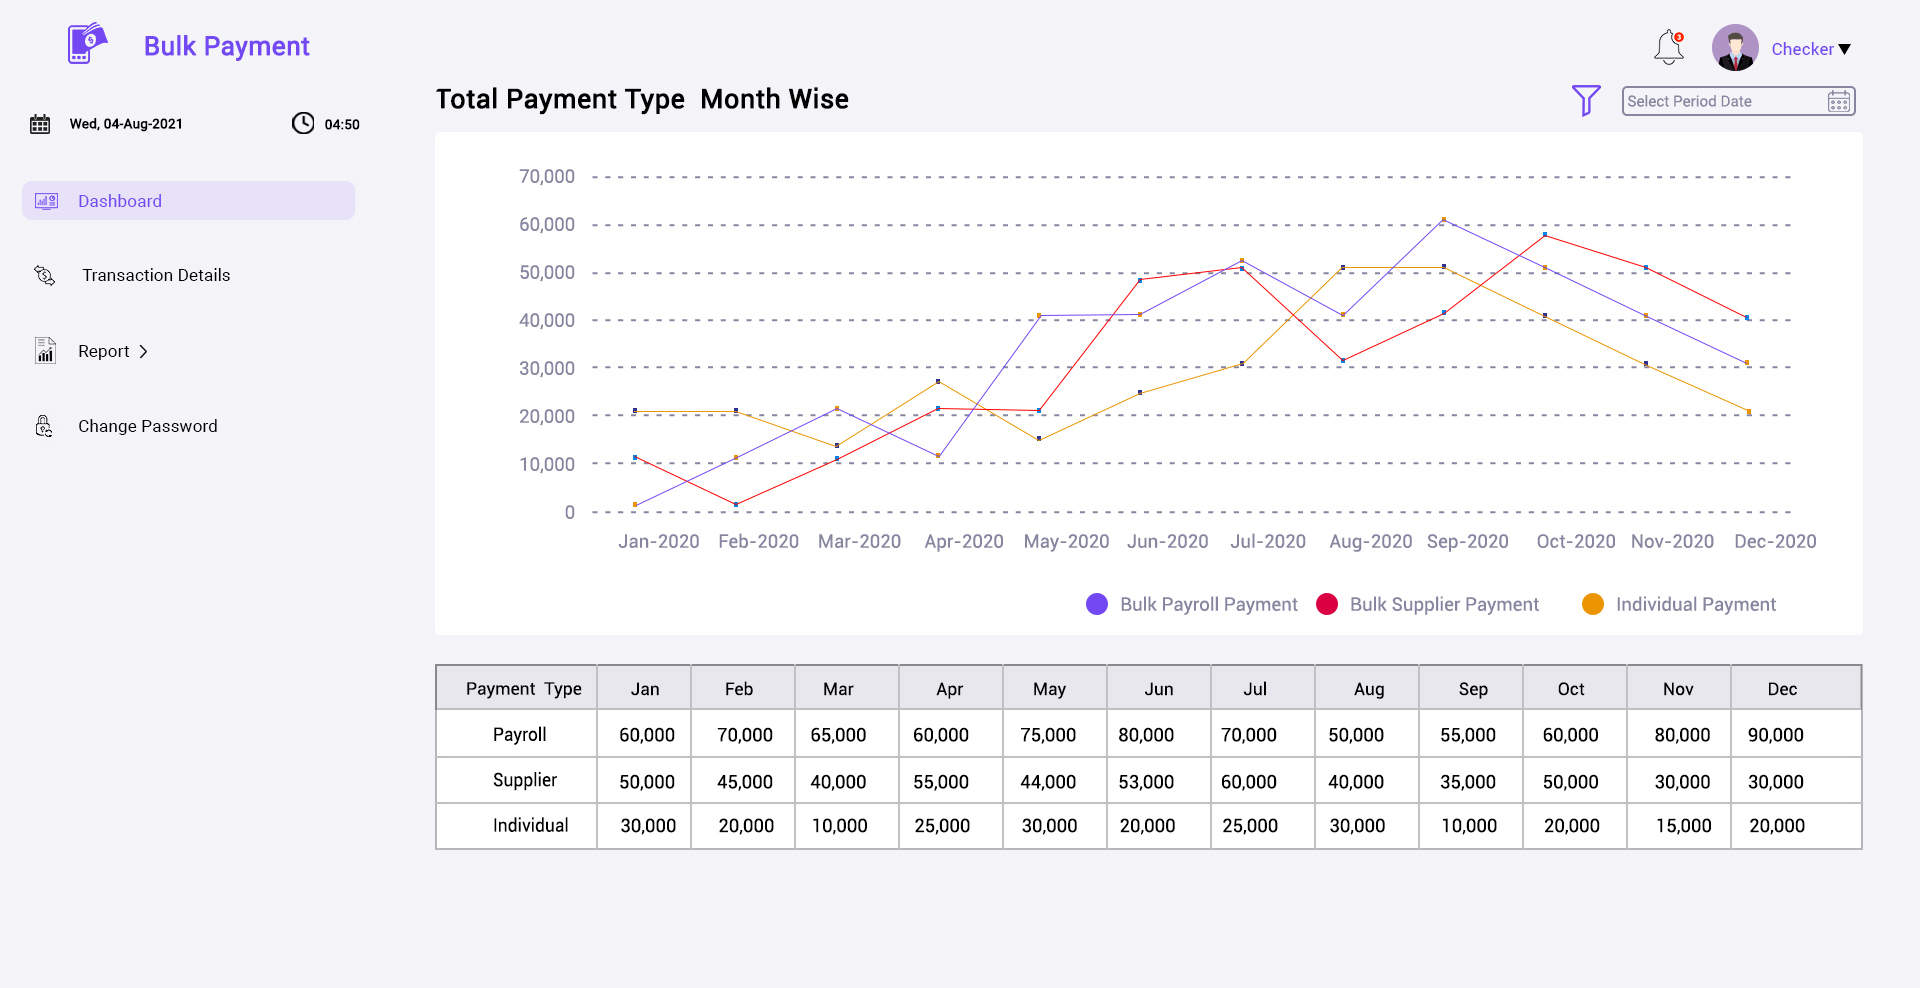 Bulk Payment
3
Checker
Wed, 04-Aug-2021 04:50
Dashboard
Transaction Details
Report
Change Password
Total Payment Type Month Wise
Select Period Date
70,000
60,000
50,000
40,000
30,000
20,000
10,000
0
Jan-2020 Feb-2020 Mar-2020 Apr-2020 May-2020 Jun-2020 Jul-2020 Aug-2020 Sep-2020 Oct-2020 Nov-2020 Dec-2020
Bulk Payroll Payment Bulk Supplier Payment Individual Payment
Payment Type Jan Feb Mar Apr May Jun Jul Aug Sep Oct Nov Dec
Payroll 60,000 70,000 65,000 60,000 75,000 80,000 70,000 50,000 55,000 60,000 80,000 90,000
Supplier 50,000 45,000 40,000 55,000 44,000 53,000 60,000 40,000 35,000 50,000 30,000 30,000
Individual 30,000 20,000 10,000 25,000 30,000 20,000 25,000 30,000 10,000 20,000 15,000 20,000